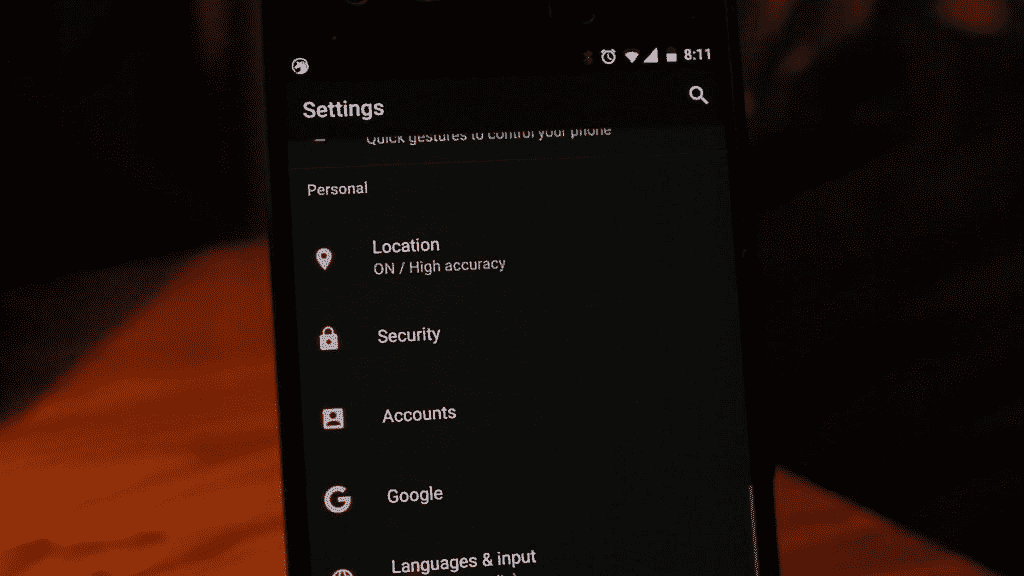 8:11
Settings
Quick gestures to control your phone
Personal
Location
ON / High accuracy
Security
Accounts
Google
Languages & input